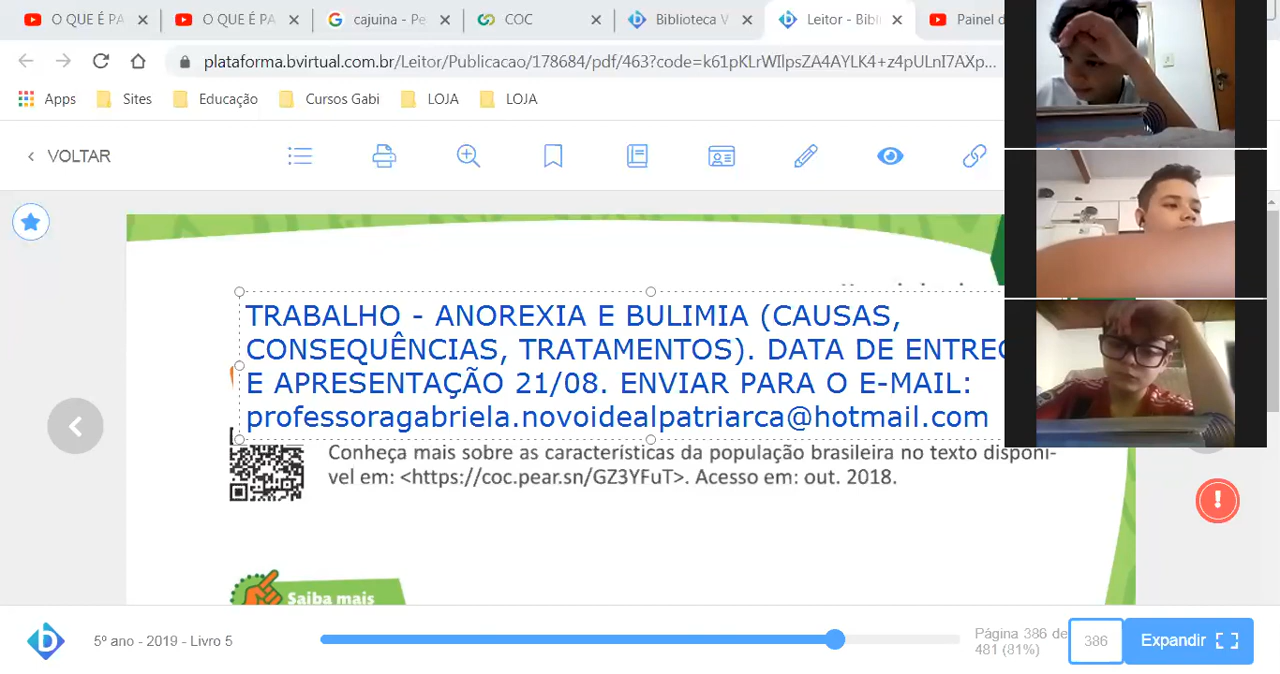 O QUE É PA
O QUE É PA
cajuina - Pe
COC
Biblioteca V
Leitor - Bibl
Painel d
plataforma.bvirtual.com.br/Leitor/Publicacao/178684/pdf/463?code=k61pKLrWIlpsZA4AYLK4+z4pULnI7AXp...
Apps
Sites
Educação
Cursos Gabi
LOJA
LOJA
VOLTAR
TRABALHO - ANOREXIA E BULIMIA (CAUSAS,
CONSEQUÊNCIAS, TRATAMENTOS). DATA DE ENTREG
E APRESENTAÇÃO 21/08. ENVIAR PARA O E-MAIL:
professoragabriela.novoidealpatriarca@hotmail.com
Conheça mais sobre as características da população brasileira no texto disponí-
vel em: <https://coc.pear.sn/GZ3YFuT>. Acesso em: out. 2018.
Saiba mais
5º ano - 2019 - Livro 5
Página 386 de
481 (81%)
386
Expandir